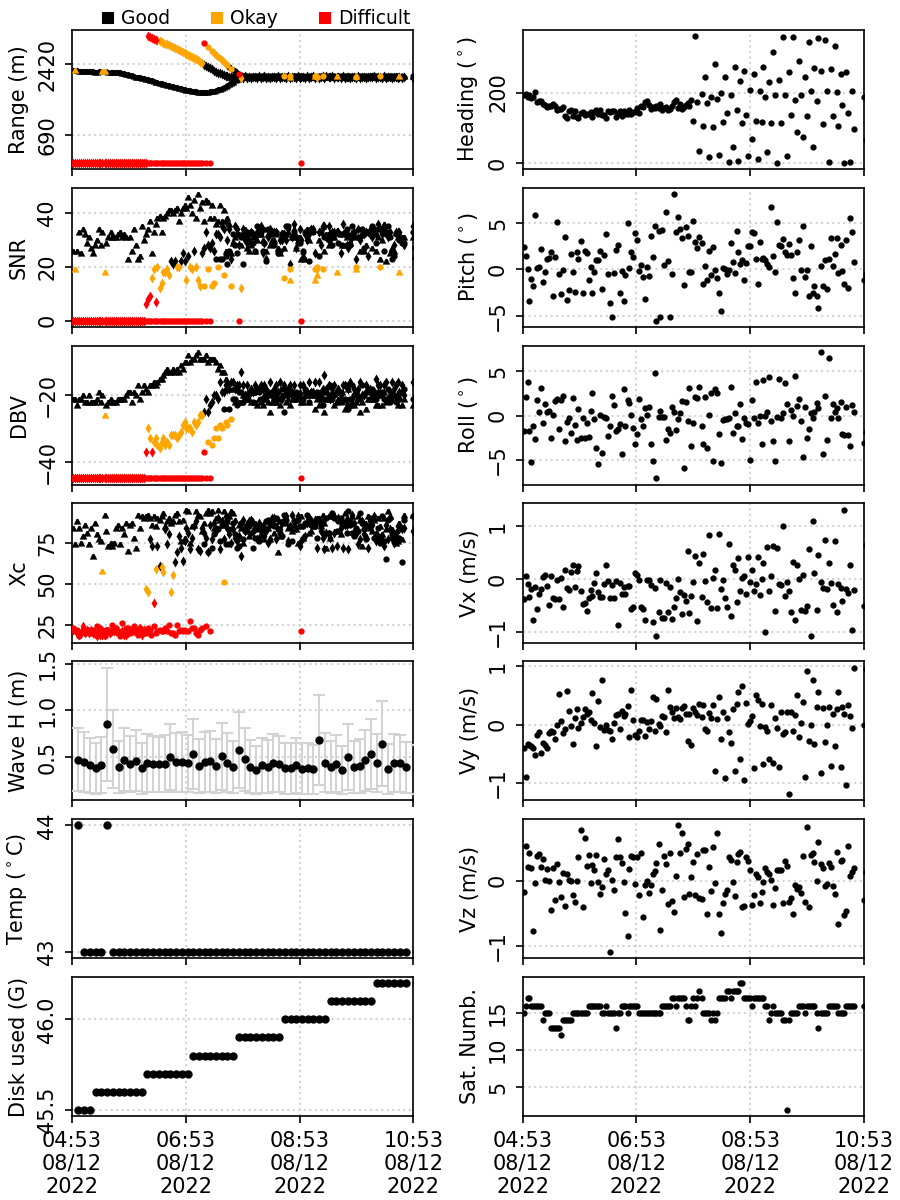 Good Okay Difficult
Range (m)
2420
690
Heading (°)
200
0
SNR
40
20
0
Pitch (°)
5
0
−5
DBV
−20
−40
Roll (°)
5
0
−5
Xc
75
50
25
Vx (m/s)
1
0
−1
Wave H (m)
1.5
1.0
0.5
Vy (m/s)
1
0
−1
Temp (°C)
44
43
Vz (m/s)
0
−1
Disk used (G)
46.0
45.5
Sat. Numb.
15
10
5
04:53 06:53 08:53 10:53
08/12 08/12 08/12 08/12
2022 2022 2022 2022
04:53 06:53 08:53 10:53
08/12 08/12 08/12 08/12
2022 2022 2022 2022